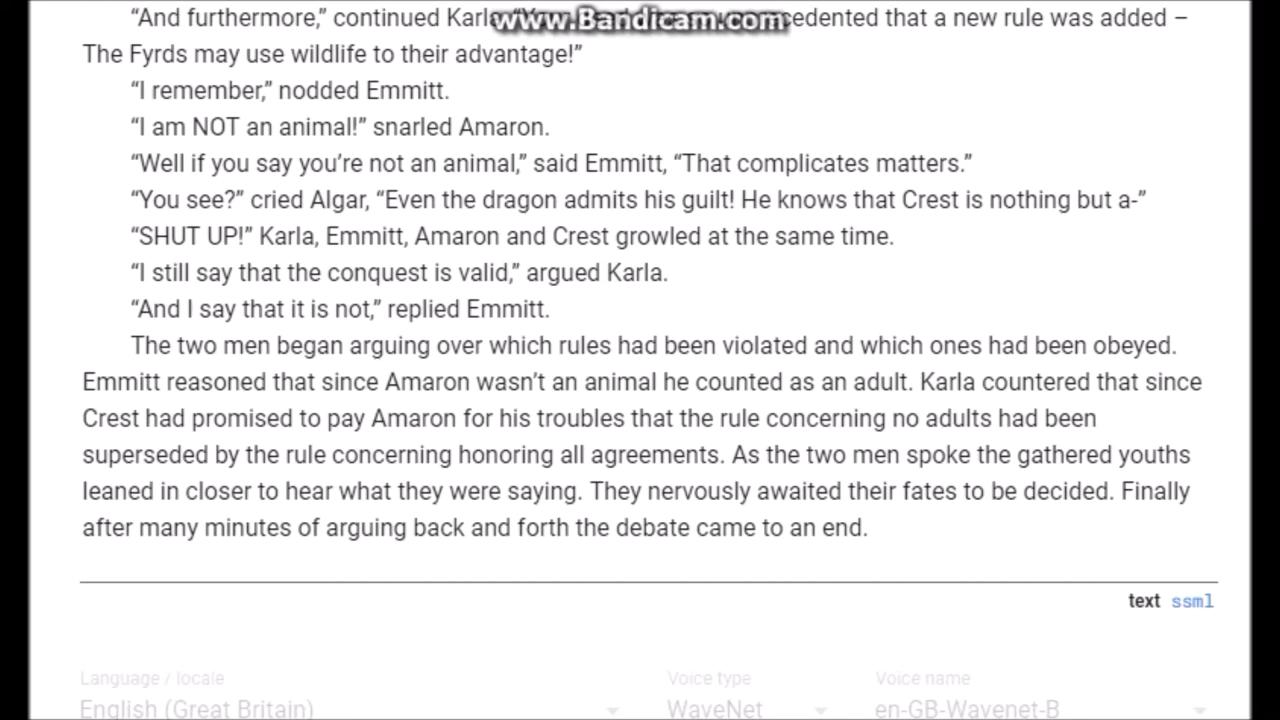 “And furthermore,” continued Karla, “Your
www.Bandicam.com
that a new rule was added –
The Fyrds may use wildlife to their advantage!”
“I remember,” nodded Emmitt.
“I am NOT an animal!” snarled Amaron.
“Well if you say you’re not an animal,” said Emmitt, “That complicates matters.”
“You see?” cried Algar, “Even the dragon admits his guilt! He knows that Crest is nothing but a-”
“SHUT UP!” Karla, Emmitt, Amaron and Crest growled at the same time.
“I still say that the conquest is valid,” argued Karla.
“And I say that it is not,” replied Emmitt.
The two men began arguing over which rules had been violated and which ones had been obeyed.
Emmitt reasoned that since Amaron wasn’t an animal he counted as an adult. Karla countered that since
Crest had promised to pay Amaron for his troubles that the rule concerning no adults had been
superseded by the rule concerning honoring all agreements. As the two men spoke the gathered youths
leaned in closer to hear what they were saying. They nervously awaited their fates to be decided. Finally
after many minutes of arguing back and forth the debate came to an end.
text ssml
Language / locale Voice type Voice name
English (Great Britain) WaveNet en-GB-Wavenet-B